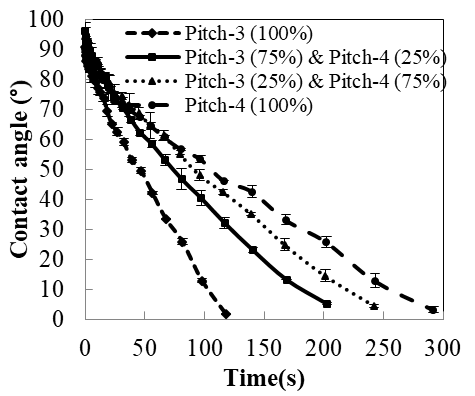 100
90
80
70
60
50
40
30
20
10
0
Contact angle (°)
Pitch-3 (100%)
Pitch-3 (75%) & Pitch-4 (25%)
Pitch-3 (25%) & Pitch-4 (75%)
Pitch-4 (100%)
0 50 100 150 200 250 300
Time(s)